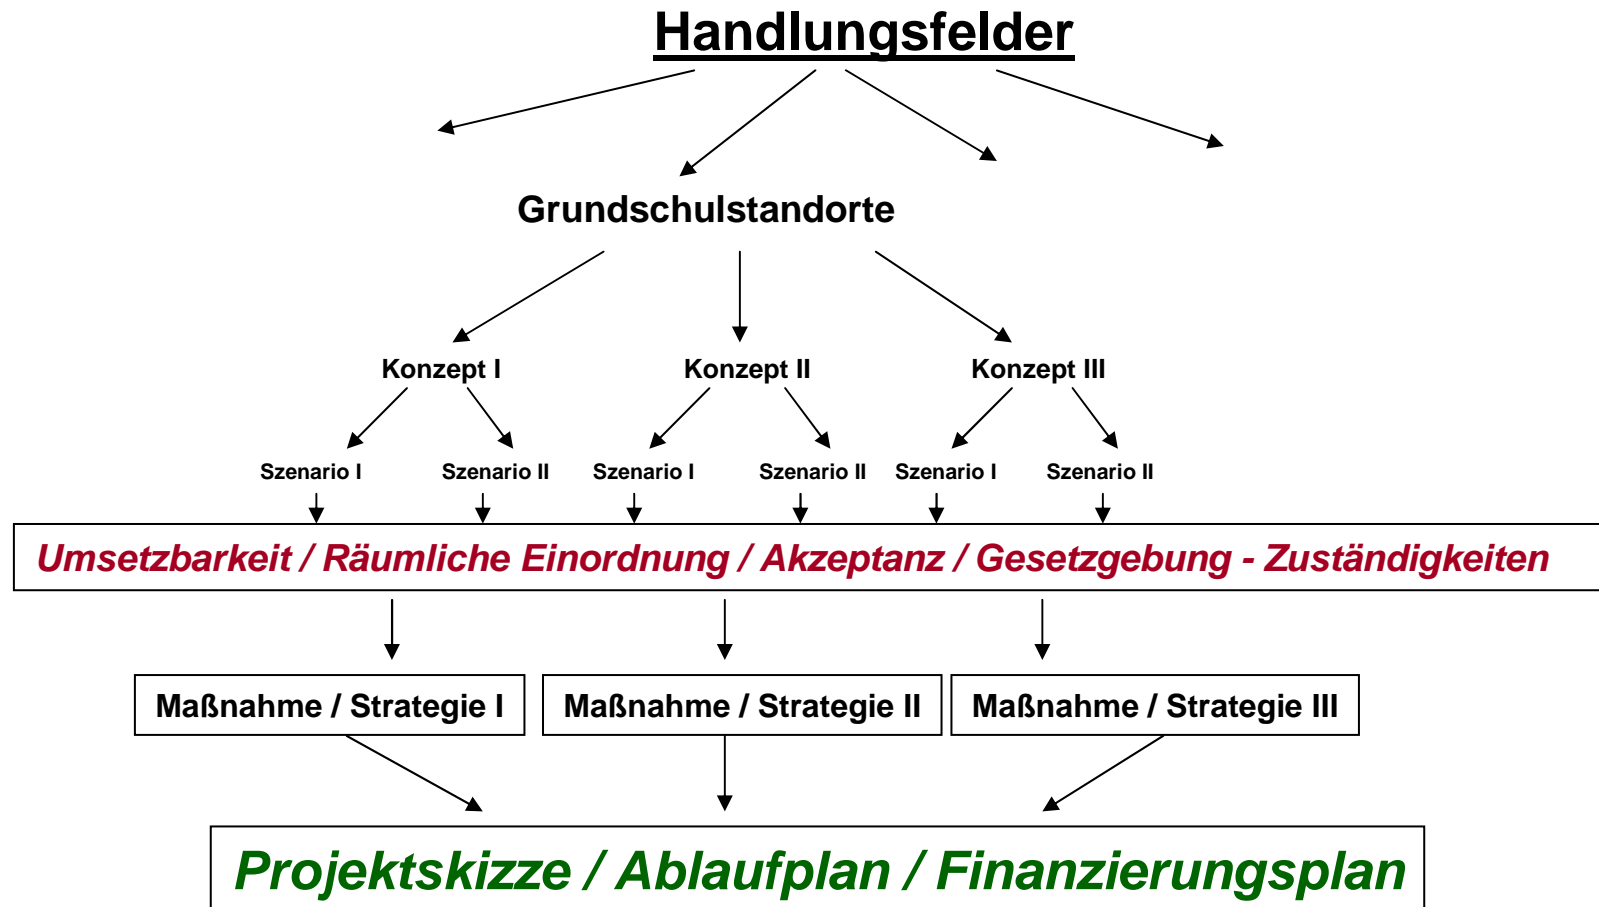 Handlungsfelder
Grundschulstandorte
Konzept I Konzept II Konzept III
Szenario I Szenario II Szenario I Szenario II Szenario I Szenario II
Umsetzbarkeit / Räumliche Einordnung / Akzeptanz / Gesetzgebung - Zuständigkeiten
Maßnahme / Strategie I Maßnahme / Strategie II Maßnahme / Strategie III
Projektskizze / Ablaufplan / Finanzierungsplan